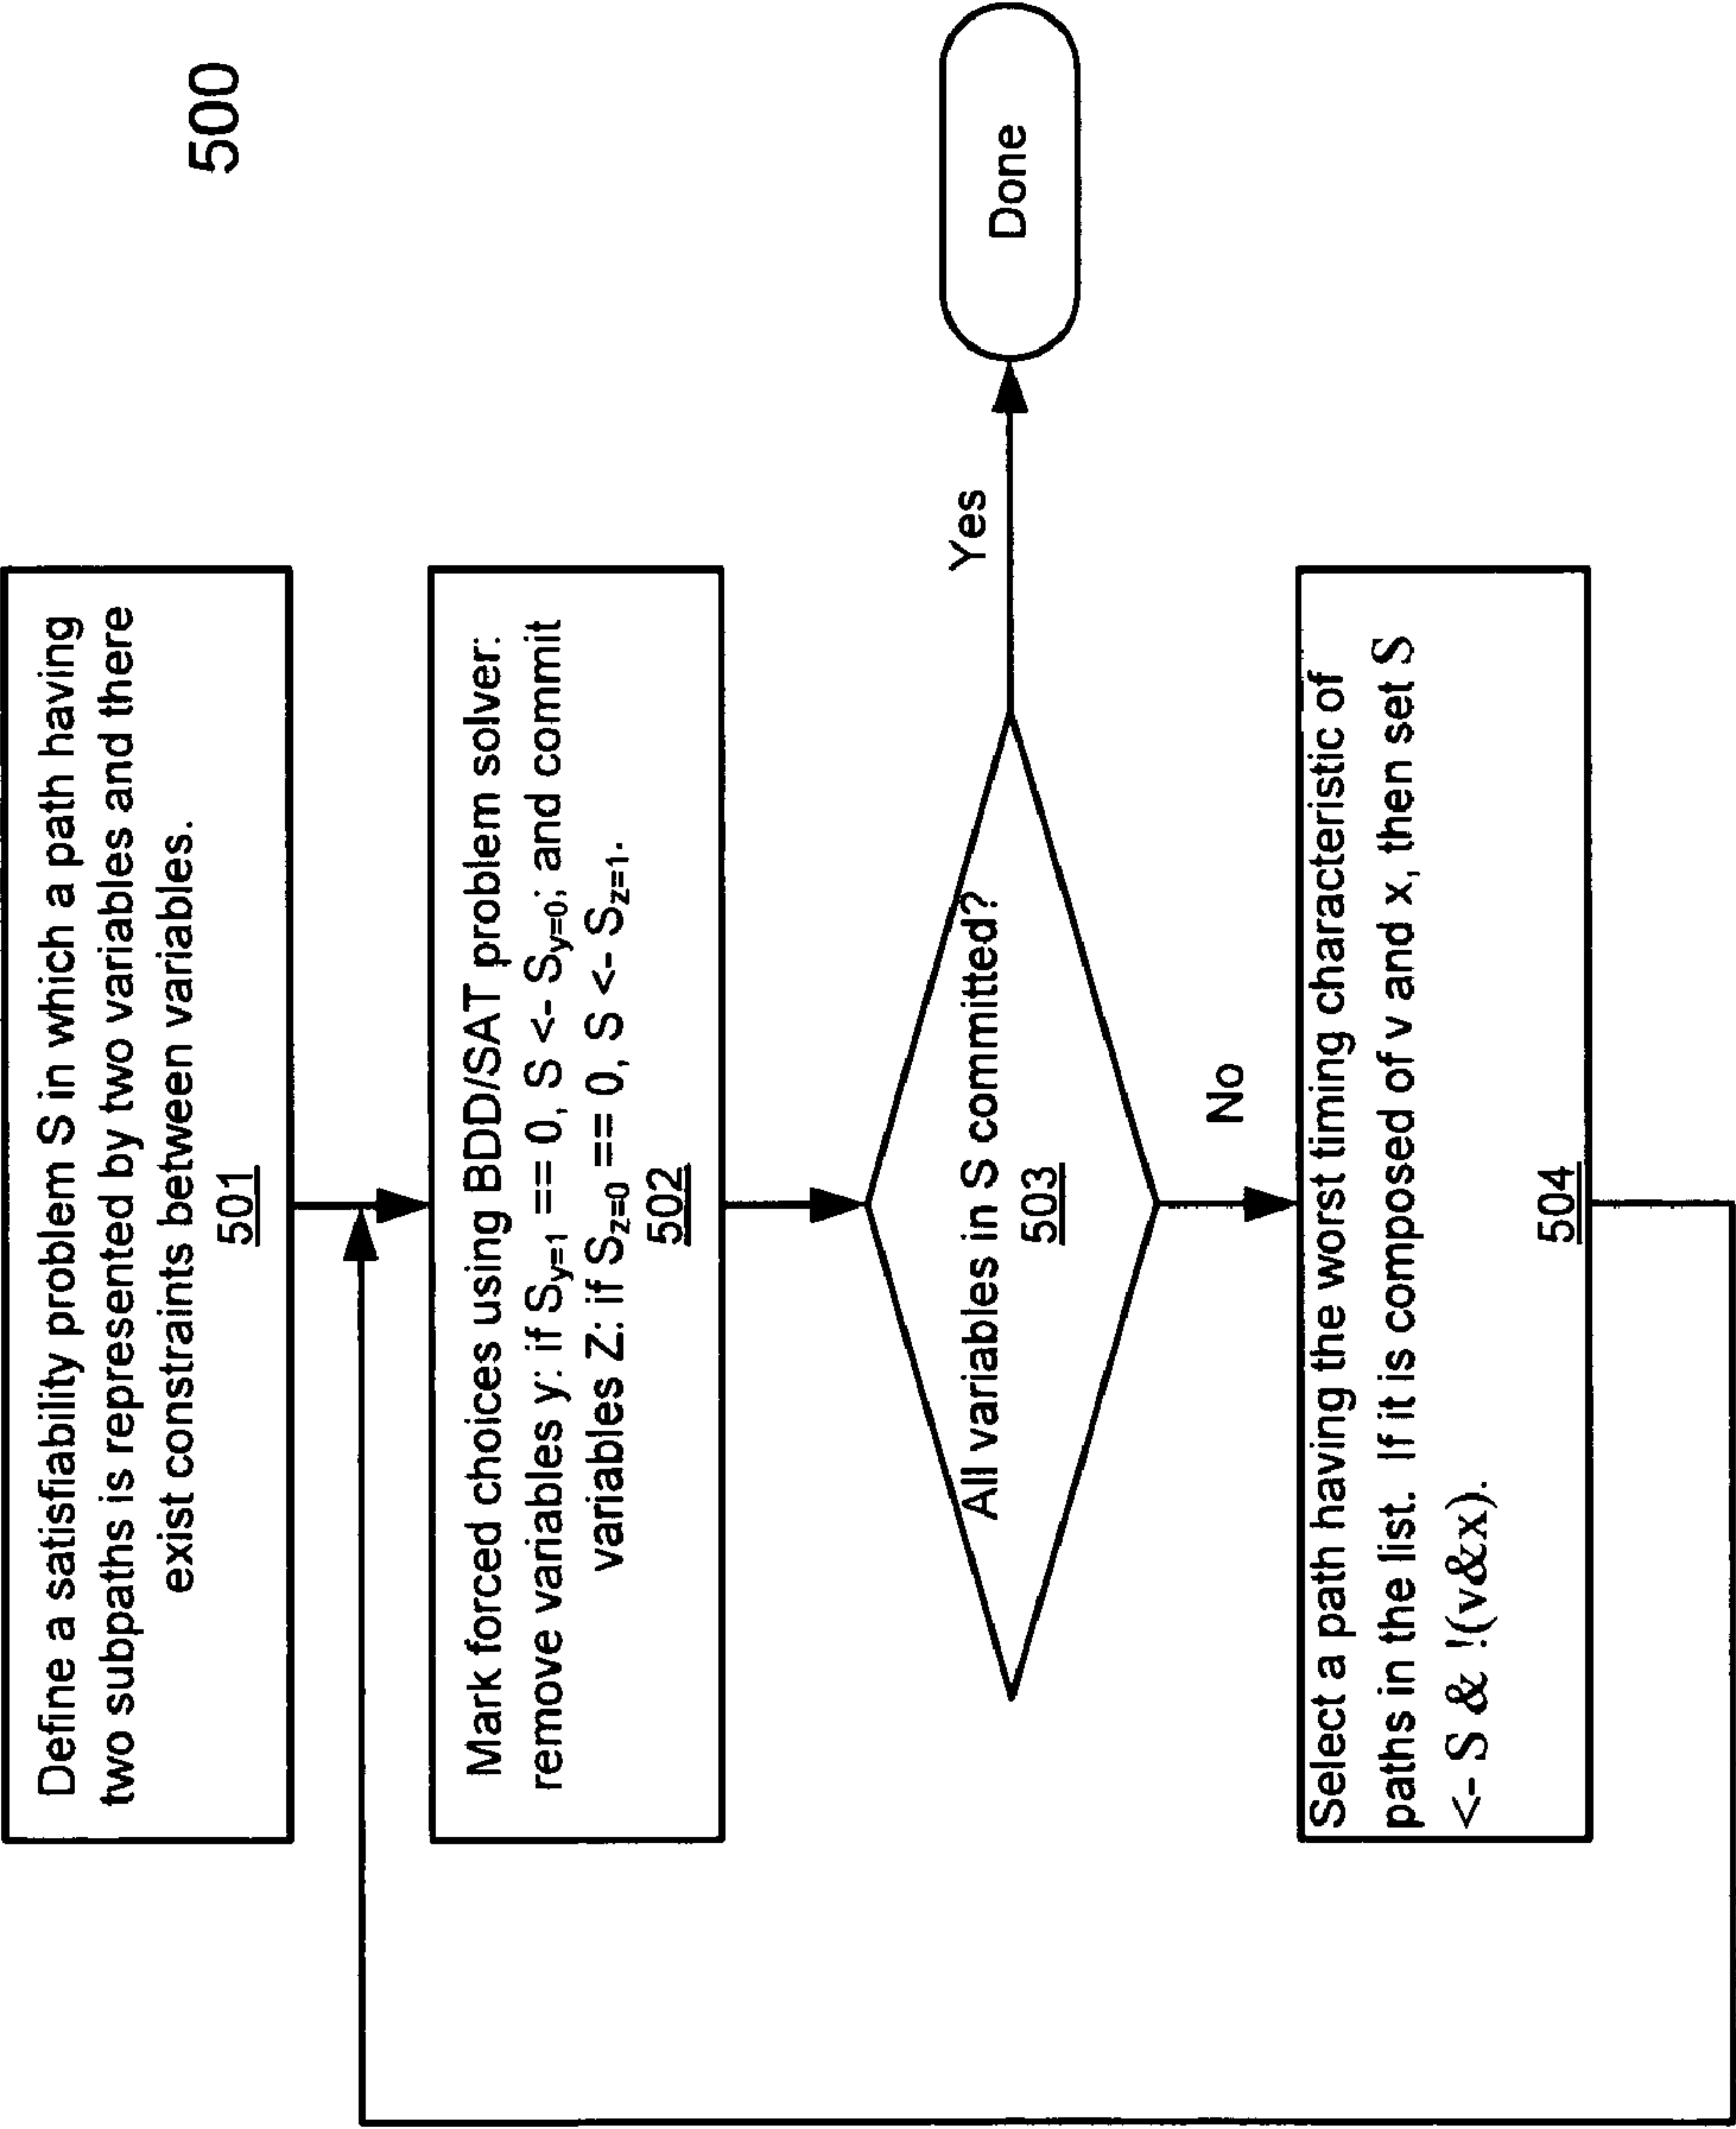 500
Define a satisfiability problem S in which a path having
two subpaths is represented by two variables and there
exist constraints between variables.
501
Mark forced choices using BDD/SAT problem solver:
remove variables y: if Sy=1 == 0, S <- Sy=0; and commit
variables Z: if Sz=0 == 0, S <- Sz=1.
502
All variables in S committed?
503
Yes
Done
No
Select a path having the worst timing characteristic of
paths in the list. If it is composed of v and x, then set S
<- S & !(v&x).
504